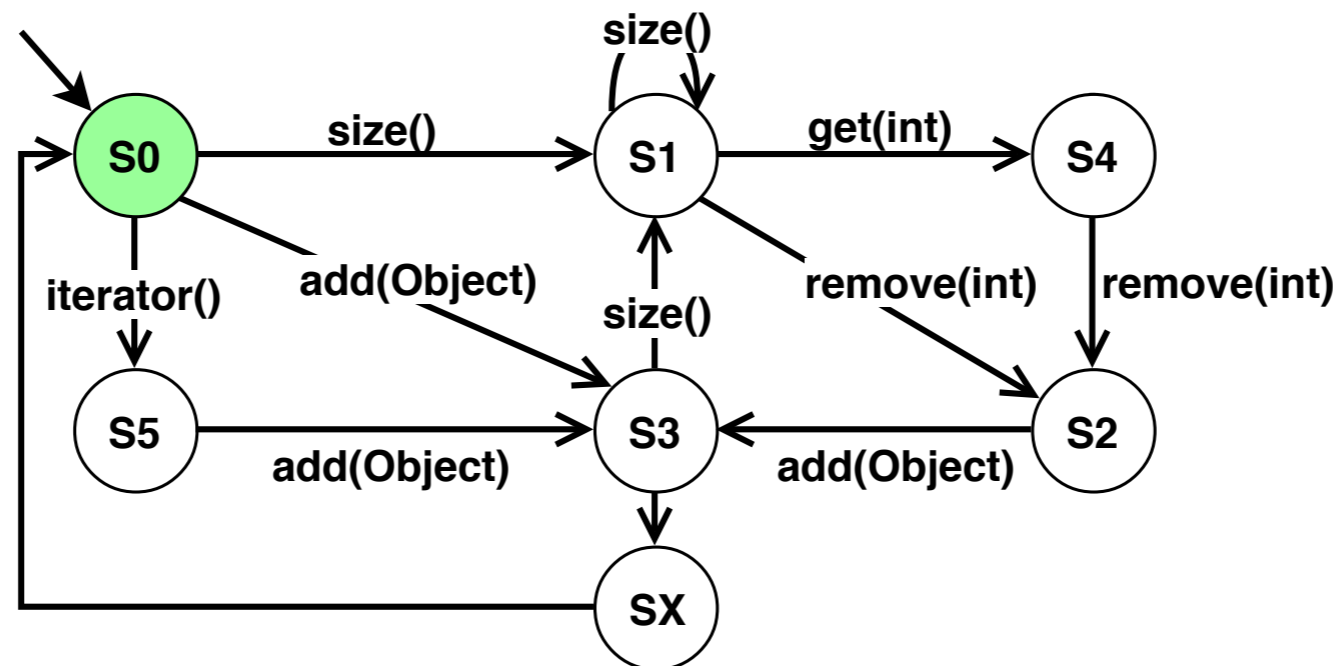 size()
S0
size()
S1
get(int)
S4
iterator()
add(Object)
size()
remove(int)
remove(int)
S5
add(Object)
S3
add(Object)
S2
SX